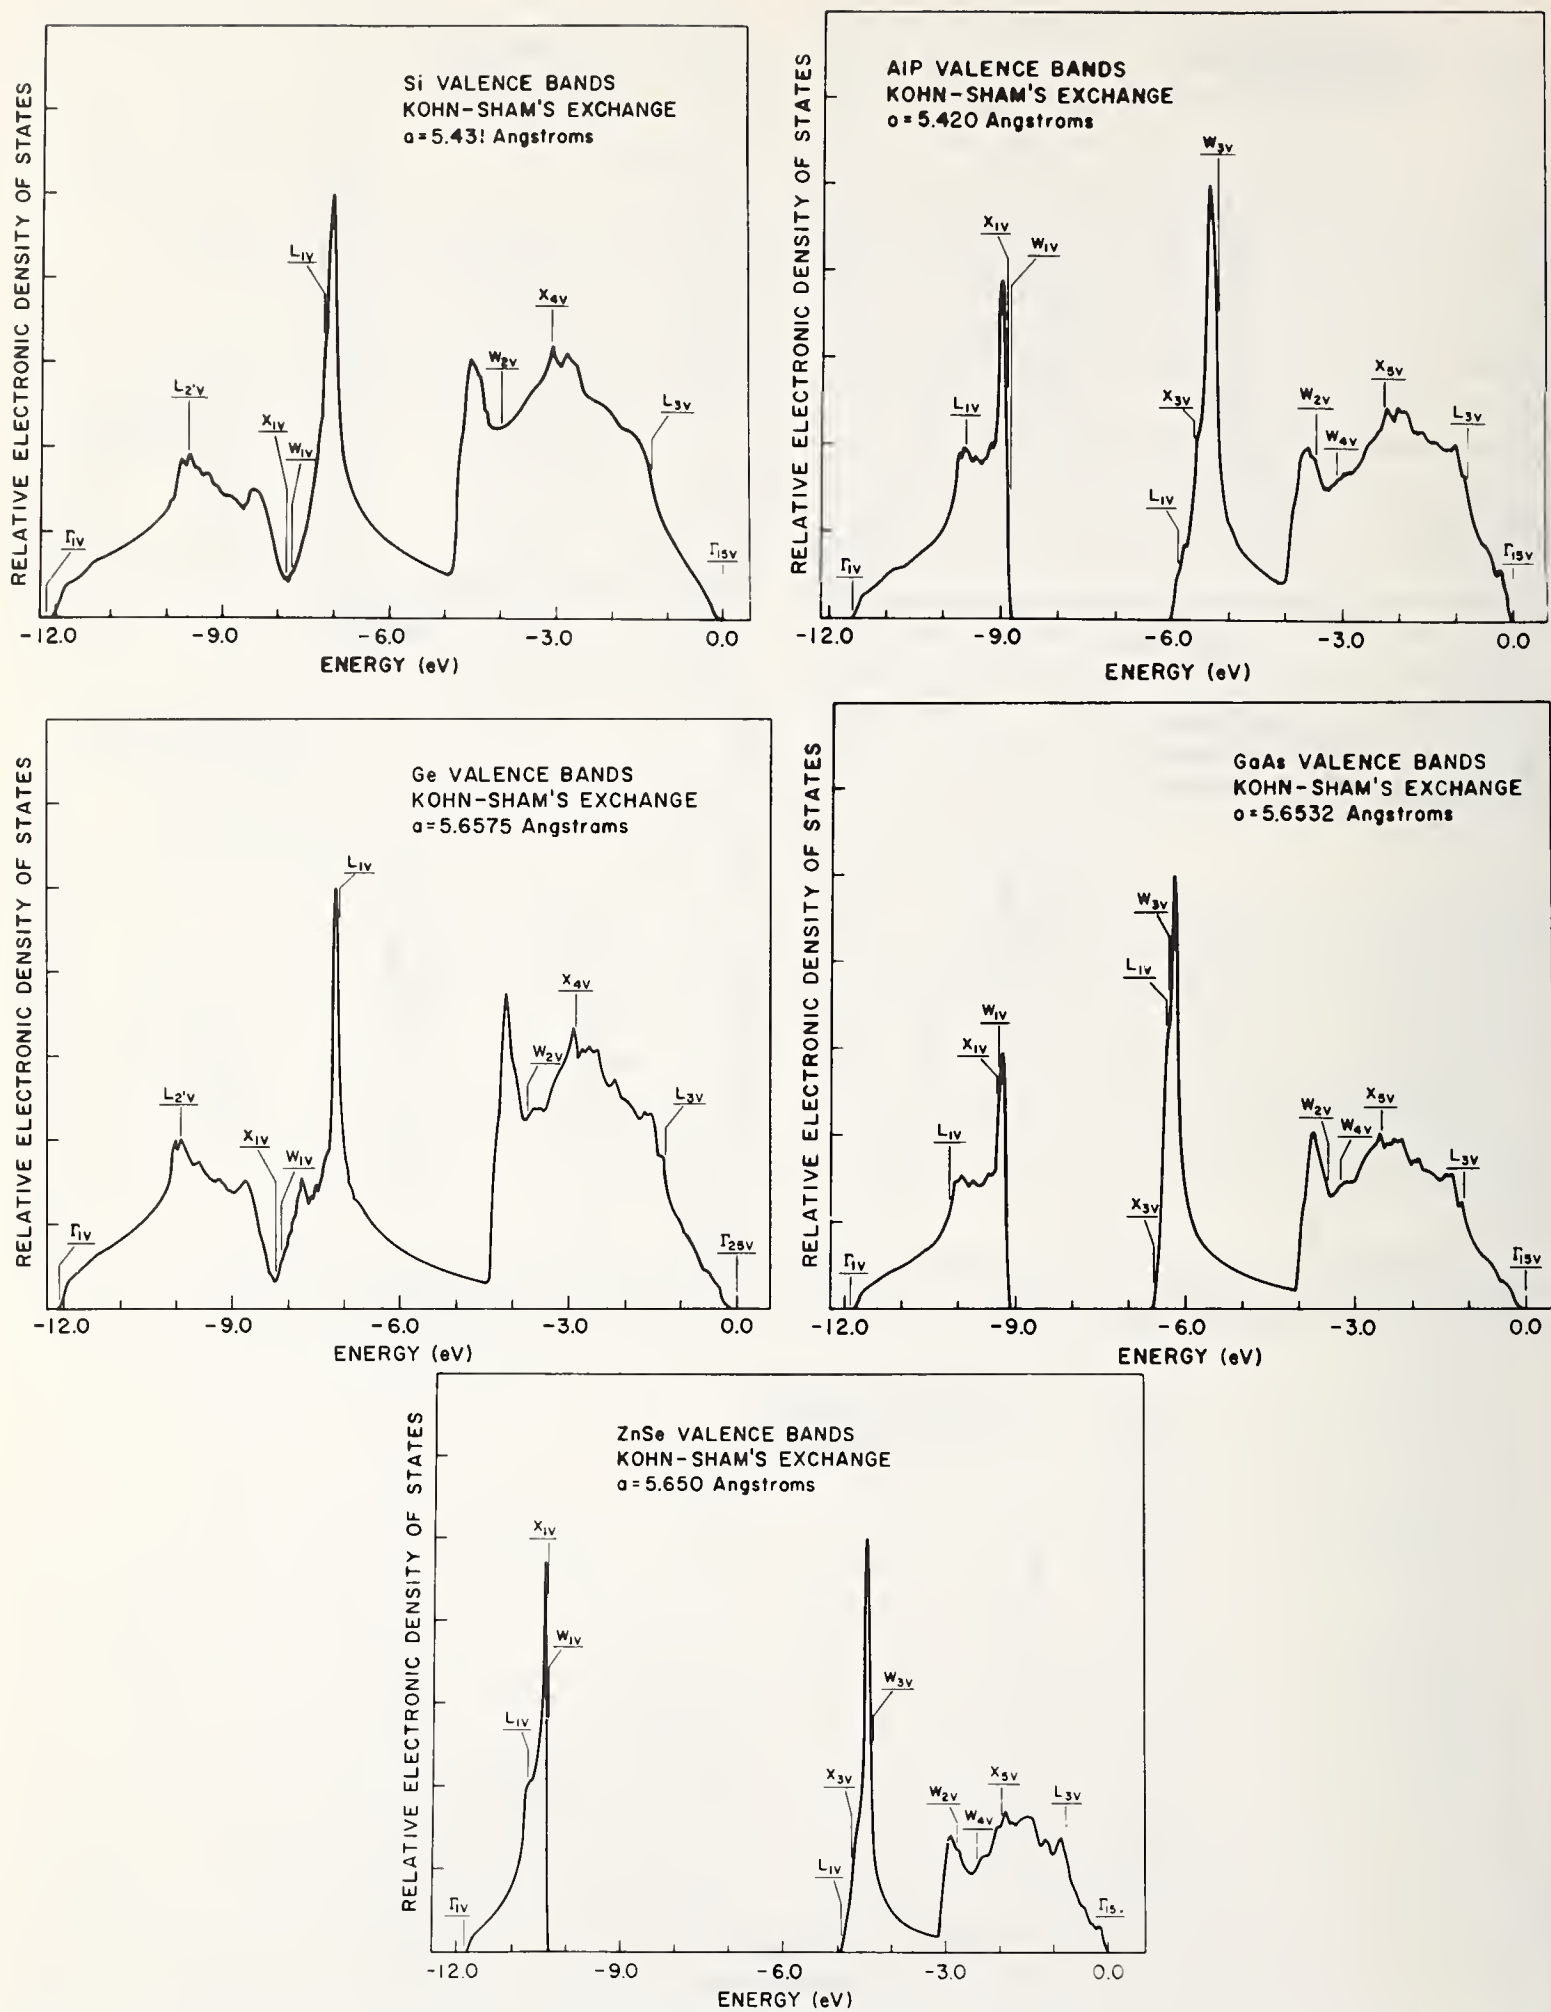 RELATIVE ELECTRONIC DENSITY OF STATES
Si VALENCE BANDS
KOHN-SHAM'S EXCHANGE
a=5.431 Angstroms
Γ1V
L2'V
X1V
W1V
L1V
W2V
X4V
L3V
Γ15V
-12.0 -9.0 -6.0 -3.0 0.0
ENERGY (eV)
RELATIVE ELECTRONIC DENSITY OF STATES
AlP VALENCE BANDS
KOHN-SHAM'S EXCHANGE
a=5.420 Angstroms
Γ1V
L1V
X1V
W1V
L1V
X3V
W3V
W2V
W4V
X5V
L3V
Γ15V
-12.0 -9.0 -6.0 -3.0 0.0
ENERGY (eV)
RELATIVE ELECTRONIC DENSITY OF STATES
Ge VALENCE BANDS
KOHN-SHAM'S EXCHANGE
a=5.6575 Angstrams
Γ1V
L2'V
X1V
W1V
L1V
W2V
X4V
L3V
Γ25V
-12.0 -9.0 -6.0 -3.0 0.0
ENERGY (eV)
RELATIVE ELECTRONIC DENSITY OF STATES
GaAs VALENCE BANDS
KOHN-SHAM'S EXCHANGE
a=5.6532 Angstroms
Γ1V
L1V
X1V
W1V
X3V
L1V
W3V
W2V
W4V
X5V
L3V
Γ15V
-12.0 -9.0 -6.0 -3.0 0.0
ENERGY (eV)
RELATIVE ELECTRONIC DENSITY OF STATES
ZnSe VALENCE BANDS
KOHN-SHAM'S EXCHANGE
a=5.650 Angstroms
Γ1V
L1V
X1V
W1V
L1V
X3V
W3V
W2V
W4V
X5V
L3V
Γ15.
-12.0 -9.0 -6.0 -3.0 0.0
ENERGY (eV)